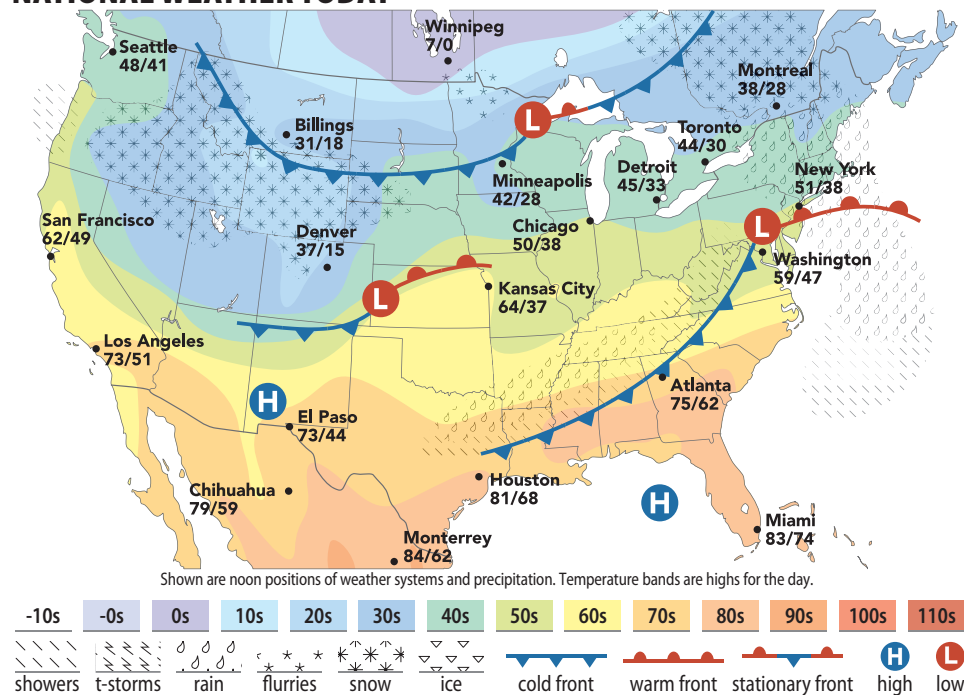 NATIONAL WEATHER TODAY
Winnipeg
7/0
Seattle
48/41
Montreal
38/28
Billings
31/18
L
Toronto
44/30
Minneapolis
42/28
Detroit
45/33
New York
51/38
San Francisco
62/49
Denver
37/15
Chicago
50/38
L
Washington
59/47
L
Kansas City
64/37
Los Angeles
73/51
Atlanta
75/62
H
El Paso
73/44
Houston
81/68
Chihuahua
79/59
H
Miami
83/74
Monterrey
84/62
Shown are noon positions of weather systems and precipitation. Temperature bands are highs for the day.
-10s -0s 0s 10s 20s 30s 40s 50s 60s 70s 80s 90s 100s 110s
H L
showers t-storms rain flurries snow ice cold front warm front stationary front high low